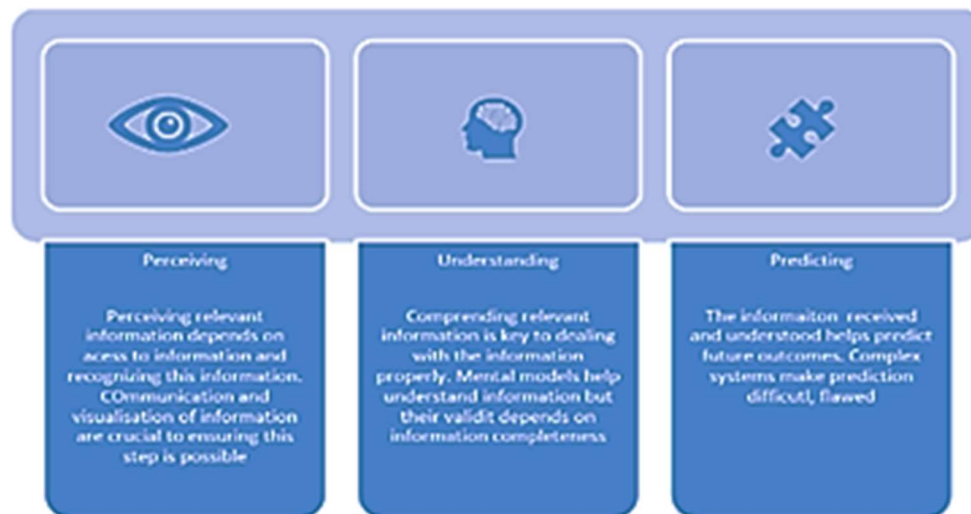 Perceiving
Perceiving relevant
information depends on
acess to information and
recognizing this information.
COmmunication and
visualisation of information
are crucial to ensuring this
step is possible
Understanding
Comprending relevant
information is key to dealing
with the information
properly. Mental models help
understand information but
their validit depends on
information completeness
Predicting
The informaiton received
and understood helps predict
future outcomes. Complex
systems make prediction
difficutl, flawed